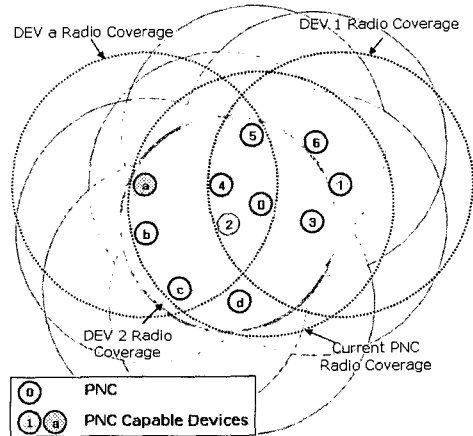 DEV a Radio Coverage
DEV 1 Radio Coverage
5
6
a
4
1
0
2
3
b
c
d
DEV 2 Radio
Coverage
Current PNC
Radio Coverage
0 PNC
1 a PNC Capable Devices